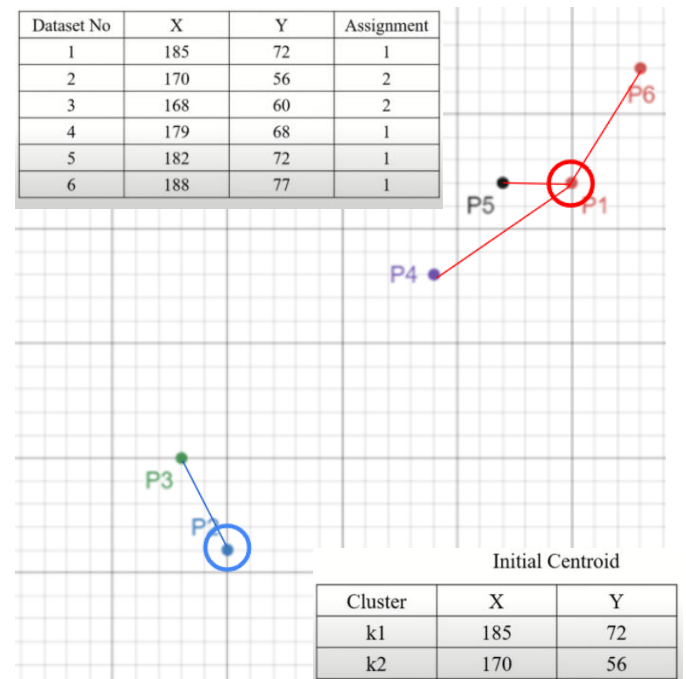 Dataset No X Y Assignment
1 185 72 1
2 170 56 2
3 168 60 2
4 179 68 1
5 182 72 1
6 188 77 1
P6
P5
P1
P4
P3
P2
Initial Centroid
Cluster X Y
k1 185 72
k2 170 56